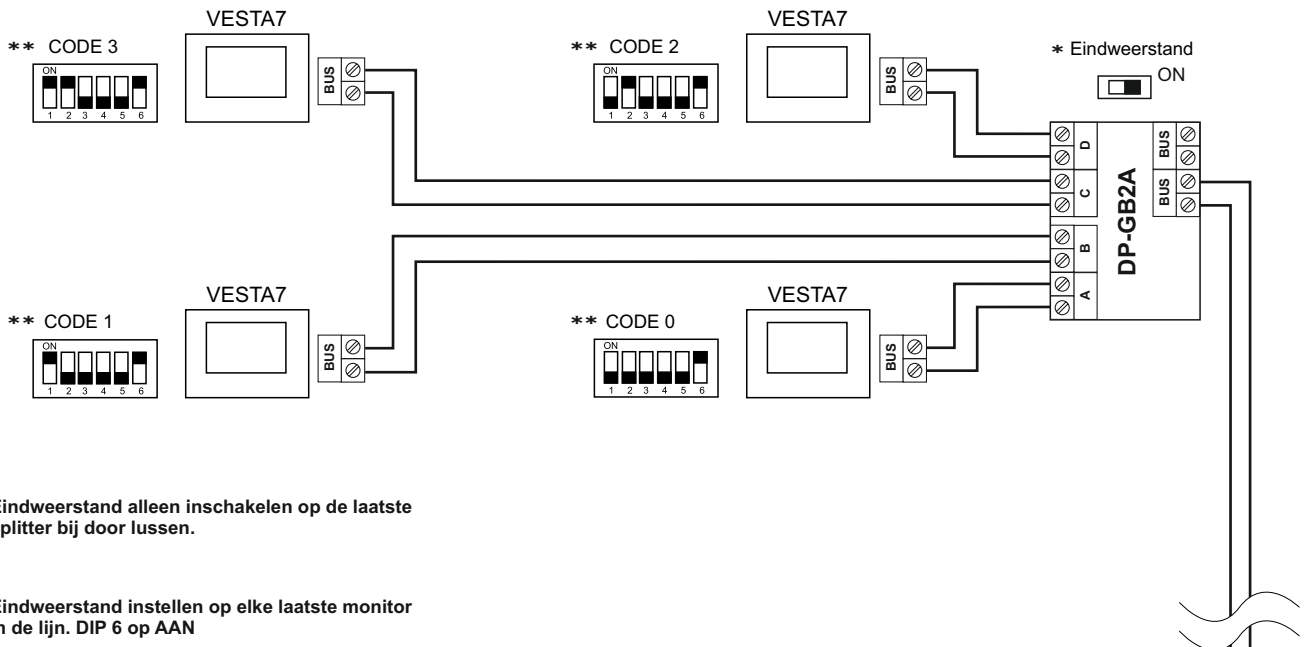 VESTA7
VESTA7
** CODE 3
** CODE 2
* Eindweerstand
ON
ON
1 2 3 4 5 6
BUS
ON
1 2 3 4 5 6
BUS
D
C
B
A
DP-GB2A
BUS
BUS
VESTA7
VESTA7
** CODE 1
** CODE 0
ON
1 2 3 4 5 6
BUS
ON
1 2 3 4 5 6
BUS
Eindweerstand alleen inschakelen op de laatste
plitter bij door lussen.
Eindweerstand instellen op elke laatste monitor
n de lijn. DIP 6 op AAN